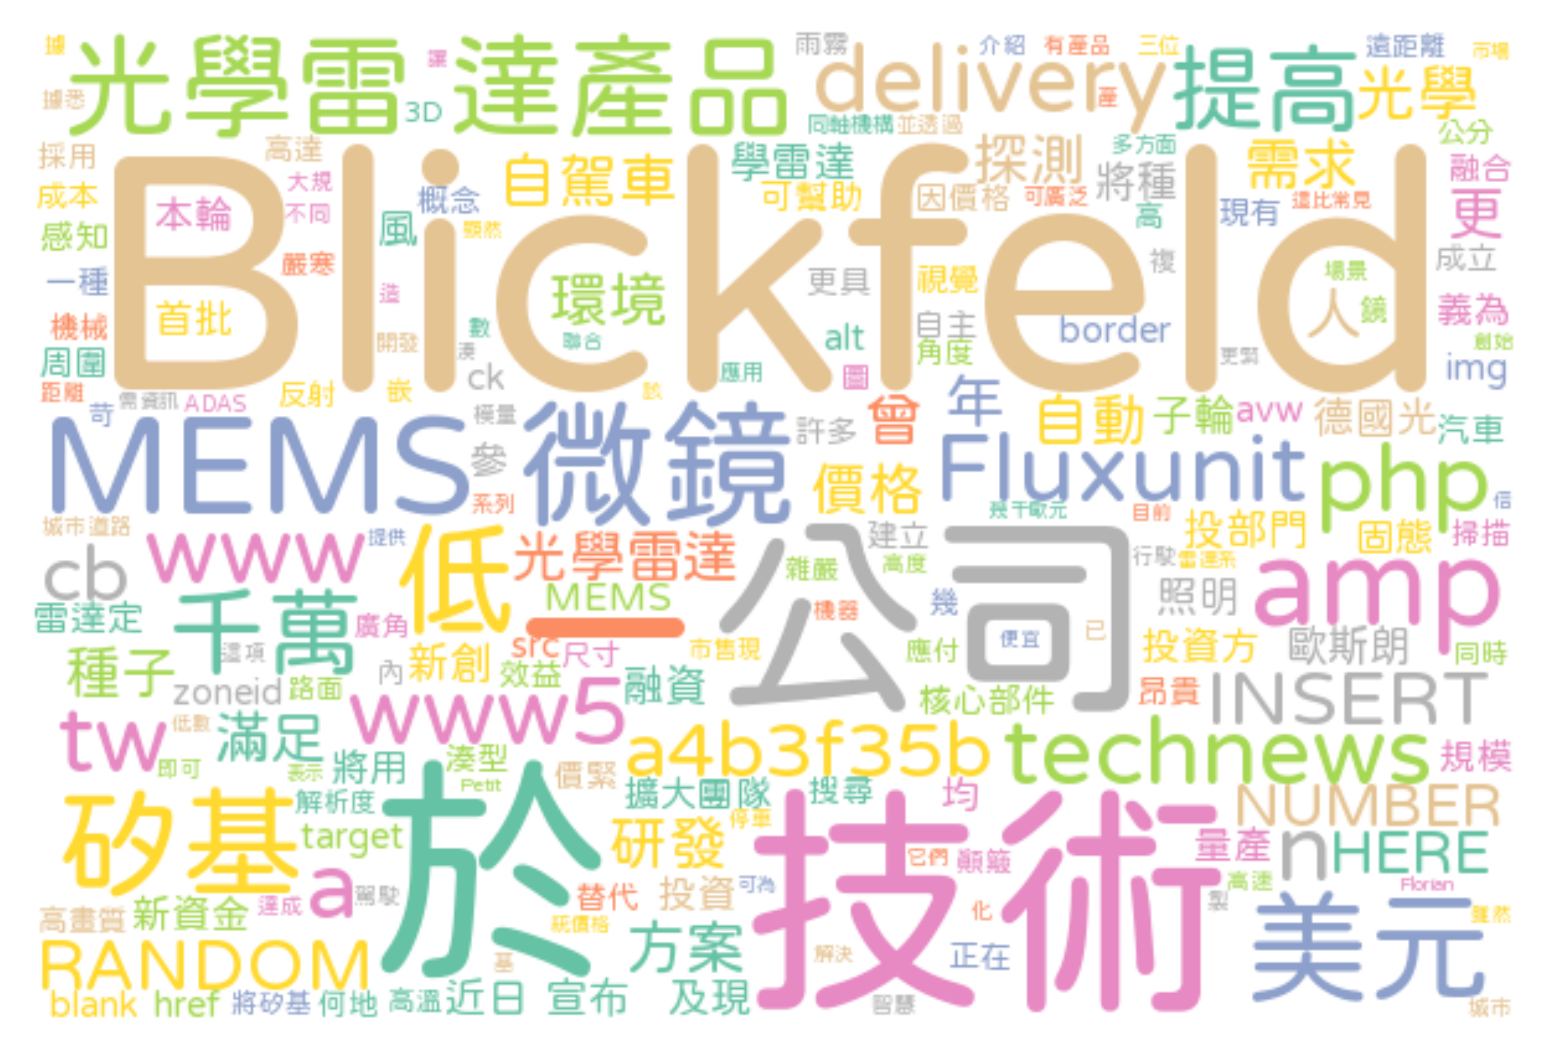 據 光學雷達產品 讓 3D 雨霧 delivery 介紹 有產品 三位 提高 遠距離 光學 市場
據悉 同軸機構 並透過 臺 多方面 公分
採用 高達 自駕車 學雷達 探測 將種 需求 融合
成本 本輪 大規 不同 概念 可幫助 因價格 可廣泛 高 現有 這比常見 更
感知 嚴寒 風 顯然 複 成立
Blickfeld
一種 首批 造 環境 更具 視覺 場景 人 鏡 義為
機械 開發 數 湊 聯合 alt 自主 角度 border 更緊 創始
周圍 ck 應用 圖 img
距離 苛 需資訊 ADAS 反射 嵌 該 模量 許多 曾 年 自動 子輪 avw 德國光 汽車
MEMS 微鏡 參 系列 價格 Fluxunit php 信
城市道路 www 提供 低 光學雷達 公司 建立 幾千歐元 目前 投部門 固態 掃描
cb MEMS 雜嚴 高度 行駛 雷達系 amp
雷達定 千萬 廣角 一 機器 幾 照明
種子 這項 內 新創 src 尺寸 效益 市售現 應付 便宜 已 投資方 歐斯朗 同時
zoneid 路面 www5 融資 核心部件 昂貴 INSERT
tw 低數 滿足 即可 表示 將用 湊型 Petit 價緊 a4b3f35b technews 規模
矽基 解析度 於 擴大團隊 搜尋 均 NUMBER
target 研發 停車 技術 它們 顛簸 量產 n HERE
高畫質 新資金 達成 a 駕駛 替代 投資 可為 高速 製 Florian
RANDOM 統價格 方案 解決 化 正在 美元 雖然
blank href 將矽基 何地 高溫 近日 基 宣布 及現 智慧 城市